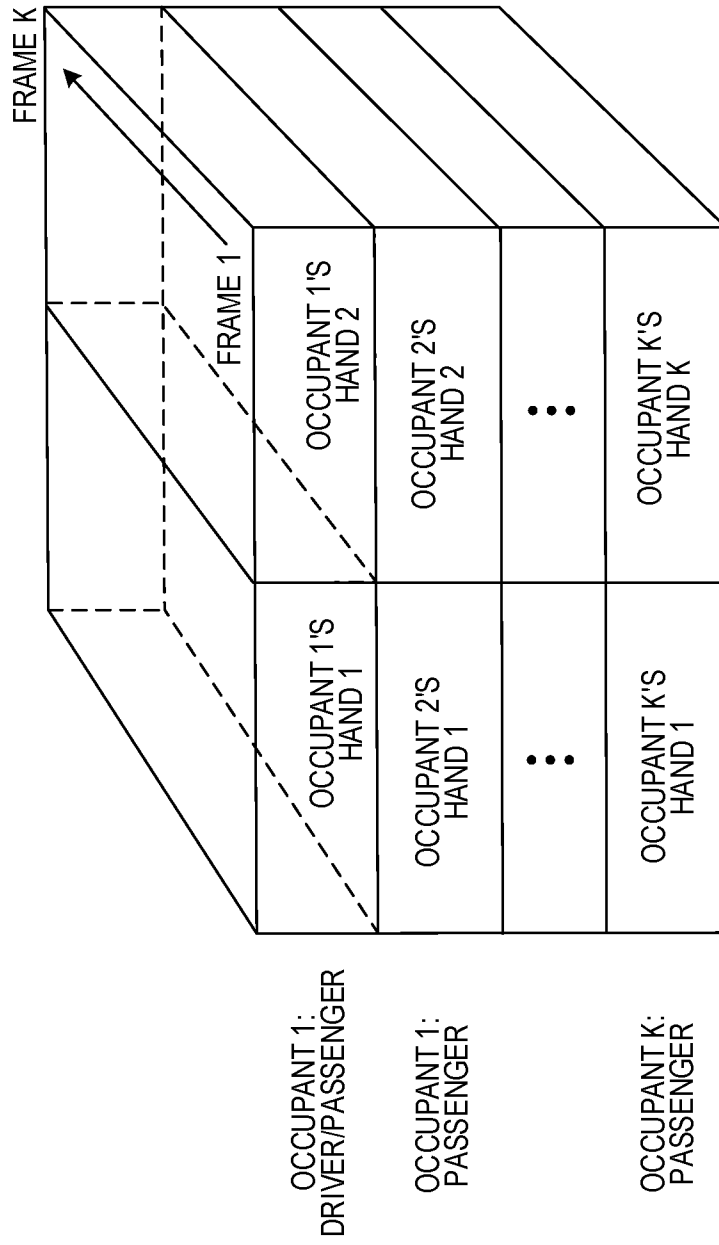 FRAME K
FRAME 1
OCCUPANT 1:
DRIVER/PASSENGER
OCCUPANT 1'S
HAND 1
OCCUPANT 1'S
HAND 2
OCCUPANT 1:
PASSENGER
OCCUPANT 2'S
HAND 1
OCCUPANT 2'S
HAND 2
OCCUPANT K:
PASSENGER
OCCUPANT K'S
HAND 1
OCCUPANT K'S
HAND K